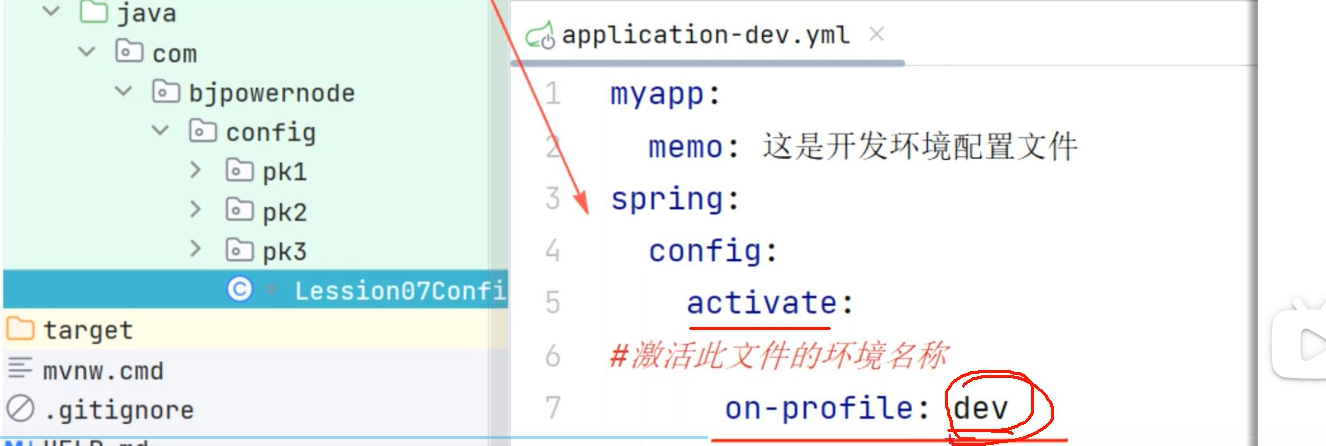 java
com
bjpowernode
config
pk1
pk2
pk3
Lession07Confi
target
mvnw.cmd
.gitignore
HELP.md
application-dev.yml
1 myapp:
2 memo: 这是开发环境配置文件
3 spring:
4 config:
5 activate:
6 #激活此文件的环境名称
7 on-profile: dev